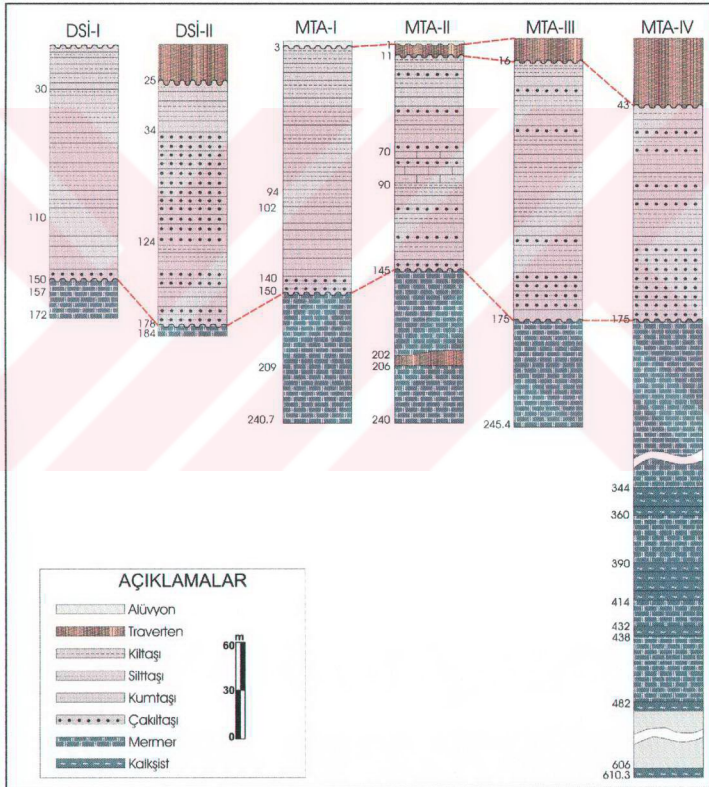 DSİ-I
30
110
150
157
172
DSİ-II
25
34
124
178
184
MTA-I
3
94
102
140
150
209
240.7
MTA-II
1
11
70
90
145
202
206
240
MTA-III
16
175
245.4
MTA-IV
43
175
344
360
390
414
432
438
482
606
610.3
AÇIKLAMALAR
Alüvyon
Traverten
Kiltaşı
Silttaşı
Kumtaşı
Çakıltaşı
Mermer
Kalkşist
m
60
30
0